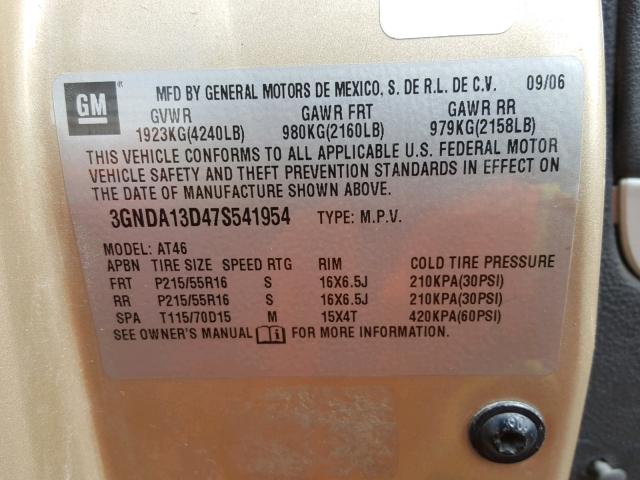 GM
MFD BY GENERAL MOTORS DE MEXICO, S. DE R.L. DE C.V. 09/06
GVWR GAWR FRT GAWR RR
1923KG(4240LB) 980KG(2160LB) 979KG(2158LB)
THIS VEHICLE CONFORMS TO ALL APPLICABLE U.S. FEDERAL MOTOR
VEHICLE SAFETY AND THEFT PREVENTION STANDARDS IN EFFECT ON
THE DATE OF MANUFACTURE SHOWN ABOVE.
3GNDA13D47S541954 TYPE: M.P.V.
MODEL: AT46
APBN TIRE SIZE SPEED RTG RIM COLD TIRE PRESSURE
FRT P215/55R16 S 16X6.5J 210KPA(30PSI)
RR P215/55R16 S 16X6.5J 210KPA(30PSI)
SPA T115/70D15 M 15X4T 420KPA(60PSI)
SEE OWNER'S MANUAL FOR MORE INFORMATION